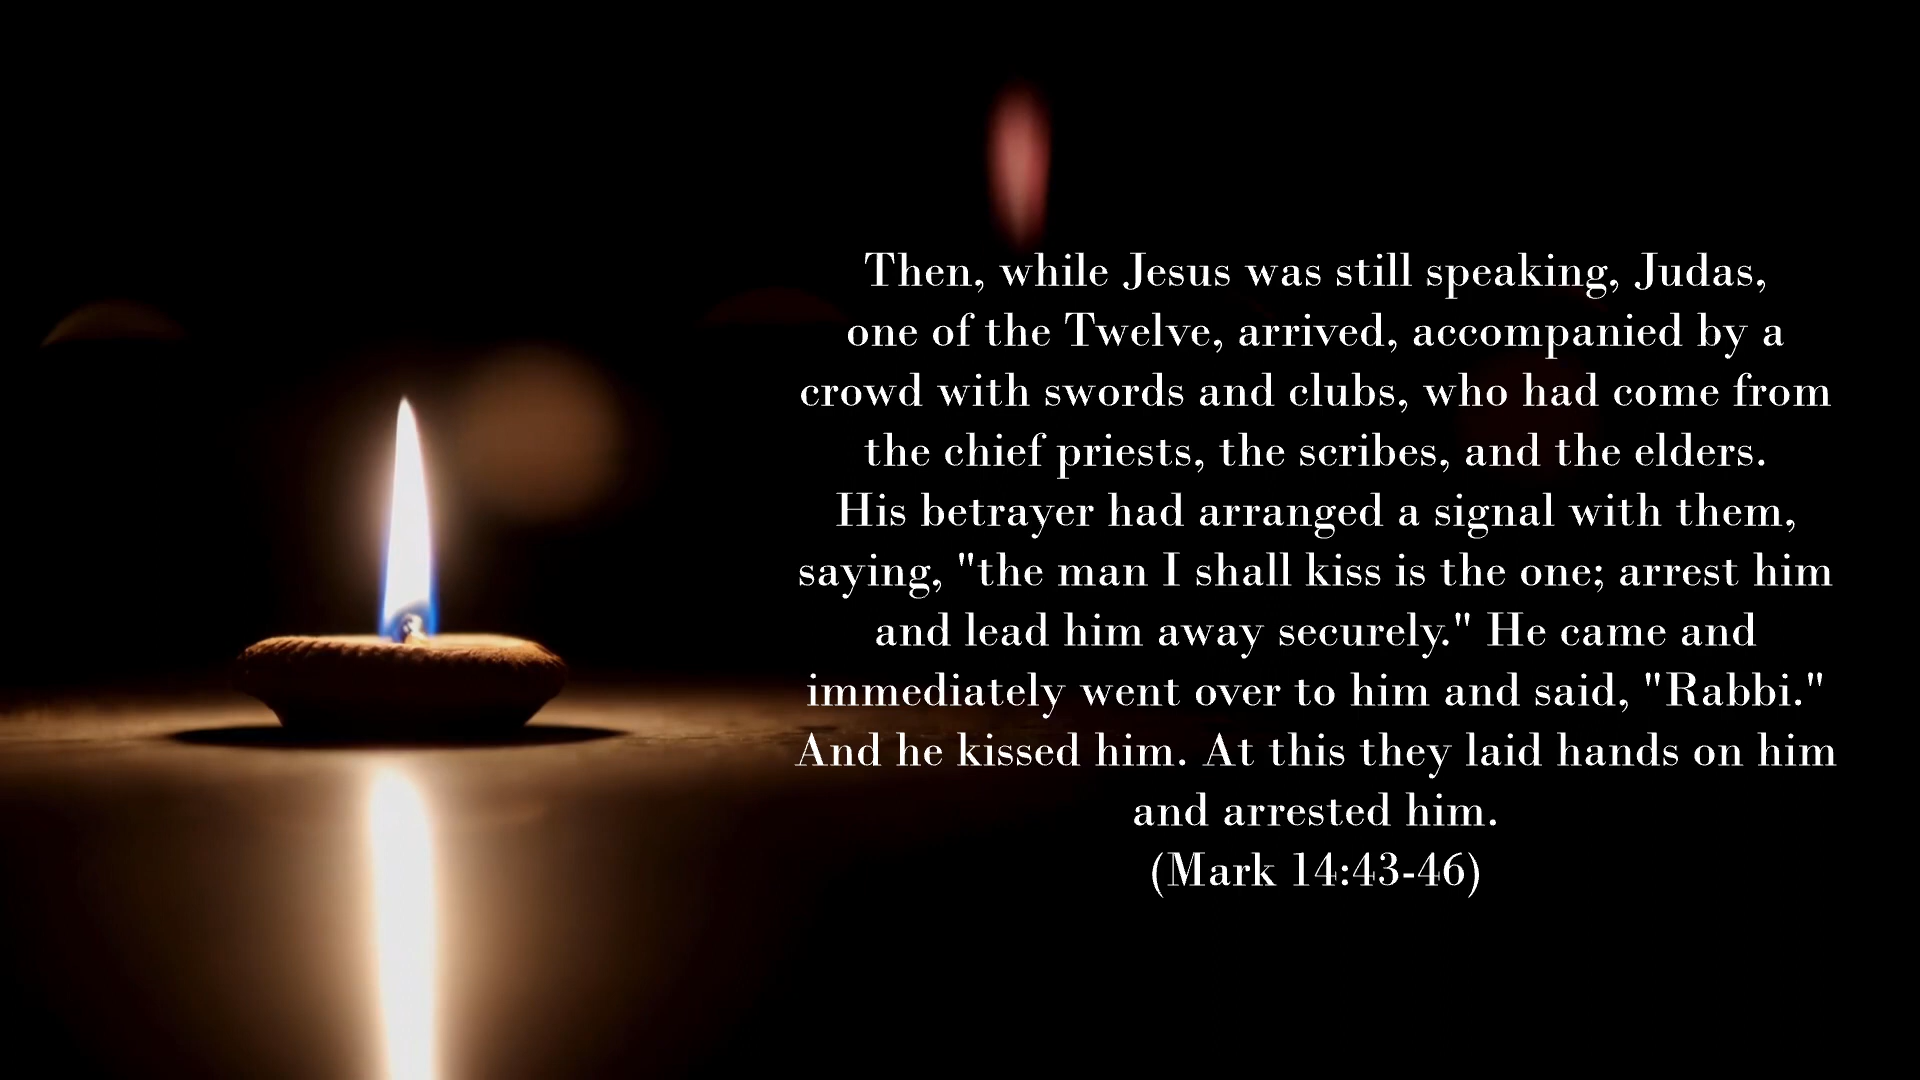 Then, while Jesus was still speaking, Judas,
one of the Twelve, arrived, accompanied by a
crowd with swords and clubs, who had come from
the chief priests, the scribes, and the elders.
His betrayer had arranged a signal with them,
saying, "the man I shall kiss is the one; arrest him
and lead him away securely." He came and
immediately went over to him and said, "Rabbi."
And he kissed him. At this they laid hands on him
and arrested him.
(Mark 14:43-46)